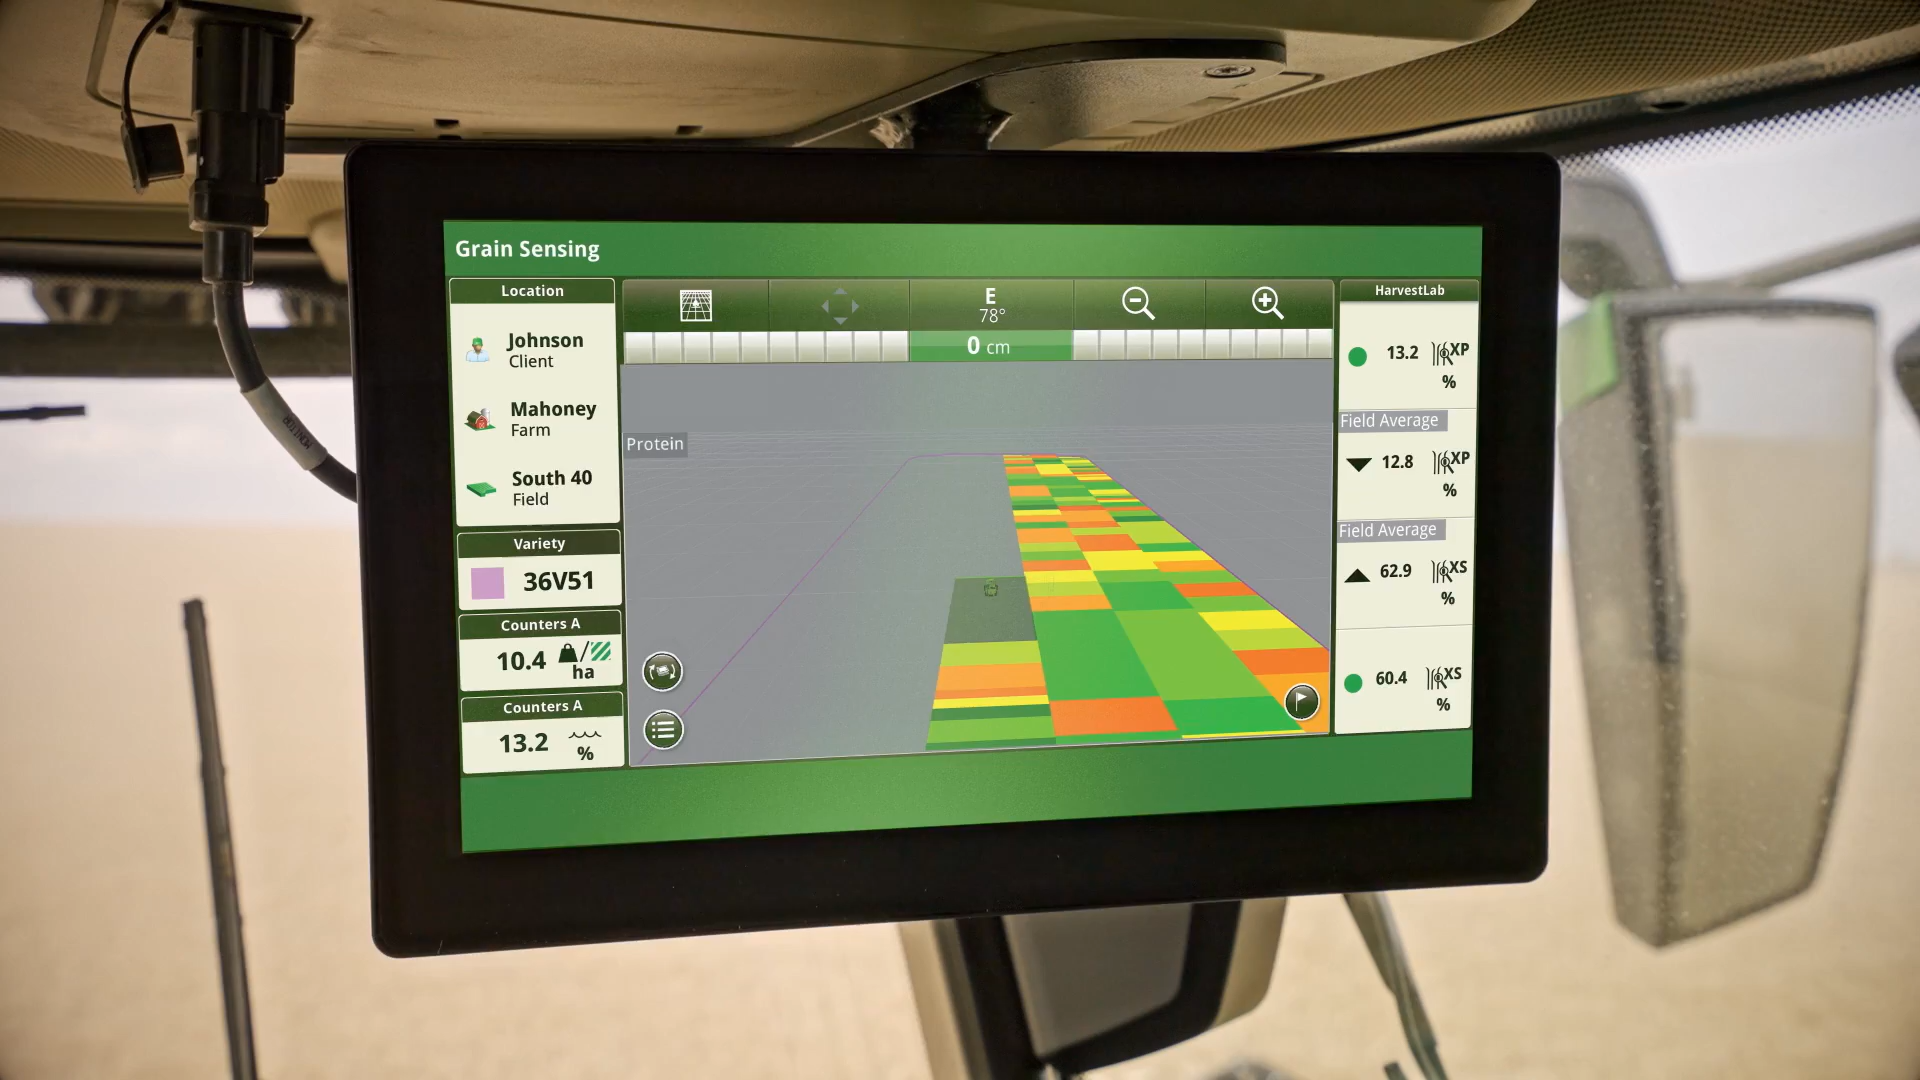 Grain Sensing
Location
Johnson
Client
Mahoney
Farm
South 40
Field
Variety
36V51
Counters A
10.4 /
ha
Counters A
13.2
%
E
78°
0 cm
Protein
HarvestLab
13.2 XP
%
Field Average
12.8 XP
%
Field Average
62.9 XS
%
60.4 XS
%
MONITOR